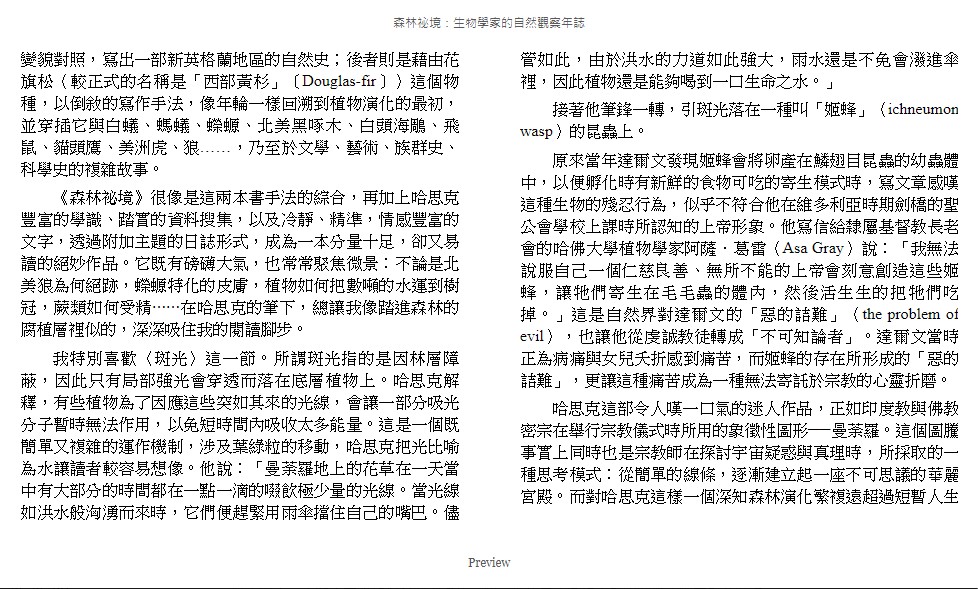 森林祕境：生物學家的自然觀察年誌
變貌對照，寫出一部新英格蘭地區的自然史；後者則是藉由花
旗松（較正式的名稱是「西部黃杉」〔Douglas-fir〕）這個物
種，以倒敘的寫作手法，像年輪一樣回溯到植物演化的最初，
並穿插它與白蟻、螞蟻、蠑螈、北美黑啄木、白頭海鵰、飛
鼠、貓頭鷹、美洲虎、狼……，乃至於文學、藝術、族群史、
科學史的複雜故事。
《森林祕境》很像是這兩本書手法的綜合，再加上哈思克
豐富的學識、踏實的資料搜集，以及冷靜、精準，情感豐富的
文字，透過附加主題的日誌形式，成為一本分量十足，卻又易
讀的絕妙作品。它既有磅礡大氣，也常常聚焦微景：不論是北
美狼為何絕跡，蠑螈特化的皮膚，植物如何把數噸的水運到樹
冠，蕨類如何受精……在哈思克的筆下，總讓我像踏進森林的
腐植層裡似的，深深吸住我的閱讀腳步。
我特別喜歡〈斑光〉這一節。所謂斑光指的是因林層障
蔽，因此只有局部強光會穿透而落在底層植物上。哈思克解
釋，有些植物為了因應這些突如其來的光線，會讓一部分吸光
分子暫時無法作用，以免短時間內吸收太多能量。這是一個既
簡單又複雜的運作機制，涉及葉綠粒的移動，哈思克把光比喻
為水讓讀者較容易想像。他說：「曼荼羅地上的花草在一天當
中有大部分的時間都在一點一滴的啜飲極少量的光線。當光線
如洪水般洶湧而來時，它們便趕緊用雨傘擋住自己的嘴巴。儘
管如此，由於洪水的力道如此強大，雨水還是不免會潑進傘
裡，因此植物還是能夠喝到一口生命之水。」
接著他筆鋒一轉，引斑光落在一種叫「姬蜂」（ichneumon
wasp）的昆蟲上。
原來當年達爾文發現姬蜂會將卵產在鱗翅目昆蟲的幼蟲體
中，以便孵化時有新鮮的食物可吃的寄生模式時，寫文章感嘆
這種生物的殘忍行為，似乎不符合他在維多利亞時期劍橋的聖
公會學校上課時所認知的上帝形象。他寫信給隸屬基督教長老
會的哈佛大學植物學家阿薩．葛雷（Asa Gray）說：「我無法
說服自己一個仁慈良善、無所不能的上帝會刻意創造這些姬
蜂，讓牠們寄生在毛毛蟲的體內，然後活生生的把牠們吃
掉。」這是自然界對達爾文的「惡的詰難」（the problem of
evil），也讓他從虔誠教徒轉成「不可知論者」。達爾文當時
正為病痛與女兒夭折感到痛苦，而姬蜂的存在所形成的「惡的
詰難」，更讓這種痛苦成為一種無法寄託於宗教的心靈折磨。
哈思克這部令人嘆一口氣的迷人作品，正如印度教與佛教
密宗在舉行宗教儀式時所用的象徵性圖形──曼荼羅。這個圖騰
事實上同時也是宗教師在探討宇宙疑惑與真理時，所採取的一
種思考模式：從簡單的線條，逐漸建立起一座不可思議的華麗
宮殿。而對哈思克這樣一個深知森林演化繁複遠超過短暫人生
Preview